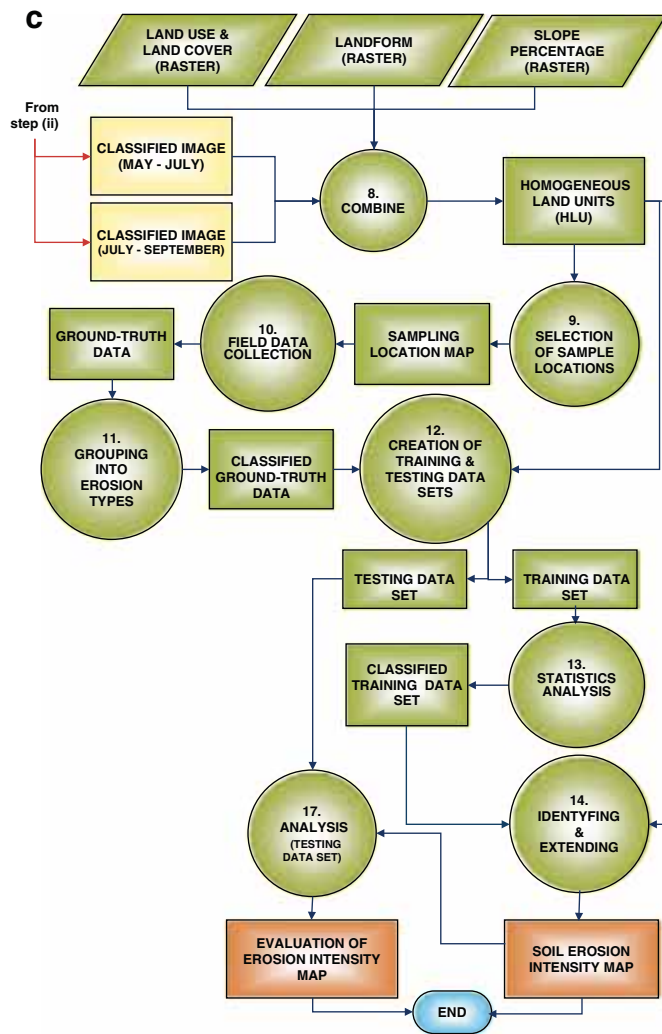 c
LAND USE &
LAND COVER
(RASTER)
LANDFORM
(RASTER)
SLOPE
PERCENTAGE
(RASTER)
From
step (ii)
CLASSIFIED IMAGE
(MAY - JULY)
CLASSIFIED IMAGE
(JULY - SEPTEMBER)
8.
COMBINE
HOMOGENEOUS
LAND UNITS
(HLU)
GROUND-TRUTH
DATA
10.
FIELD DATA
COLLECTION
SAMPLING
LOCATION MAP
9.
SELECTION
OF SAMPLE
LOCATIONS
11.
GROUPING
INTO
EROSION
TYPES
CLASSIFIED
GROUND-TRUTH
DATA
12.
CREATION OF
TRAINING &
TESTING DATA
SETS
TESTING DATA
SET
TRAINING DATA
SET
CLASSIFIED
TRAINING DATA
SET
13.
STATISTICS
ANALYSIS
17.
ANALYSIS
(TESTING
DATA SET)
14.
IDENTYFING
&
EXTENDING
EVALUATION OF
EROSION INTENSITY
MAP
SOIL EROSION
INTENSITY MAP
END